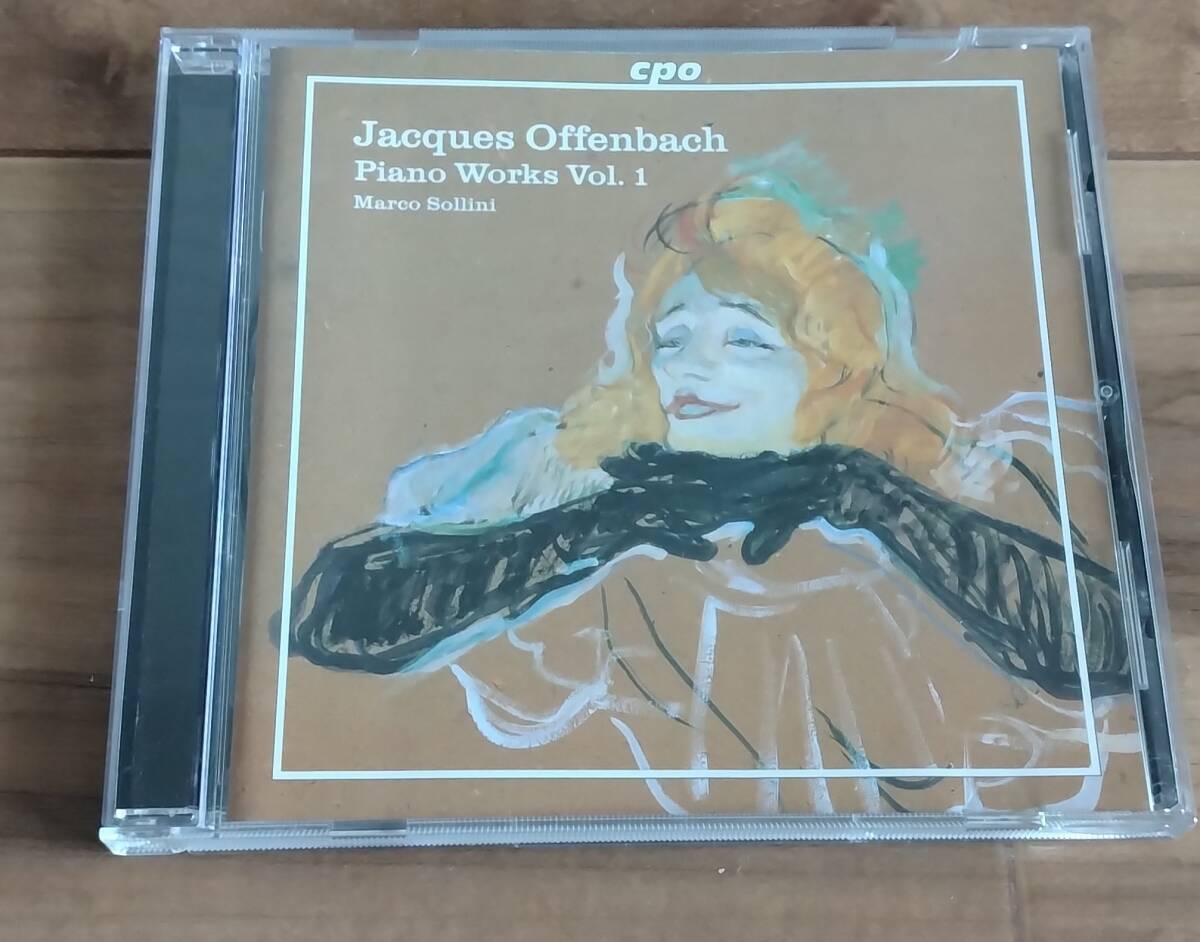 cpo
Jacques Offenbach
Piano Works Vol. 1
Marco Sollini